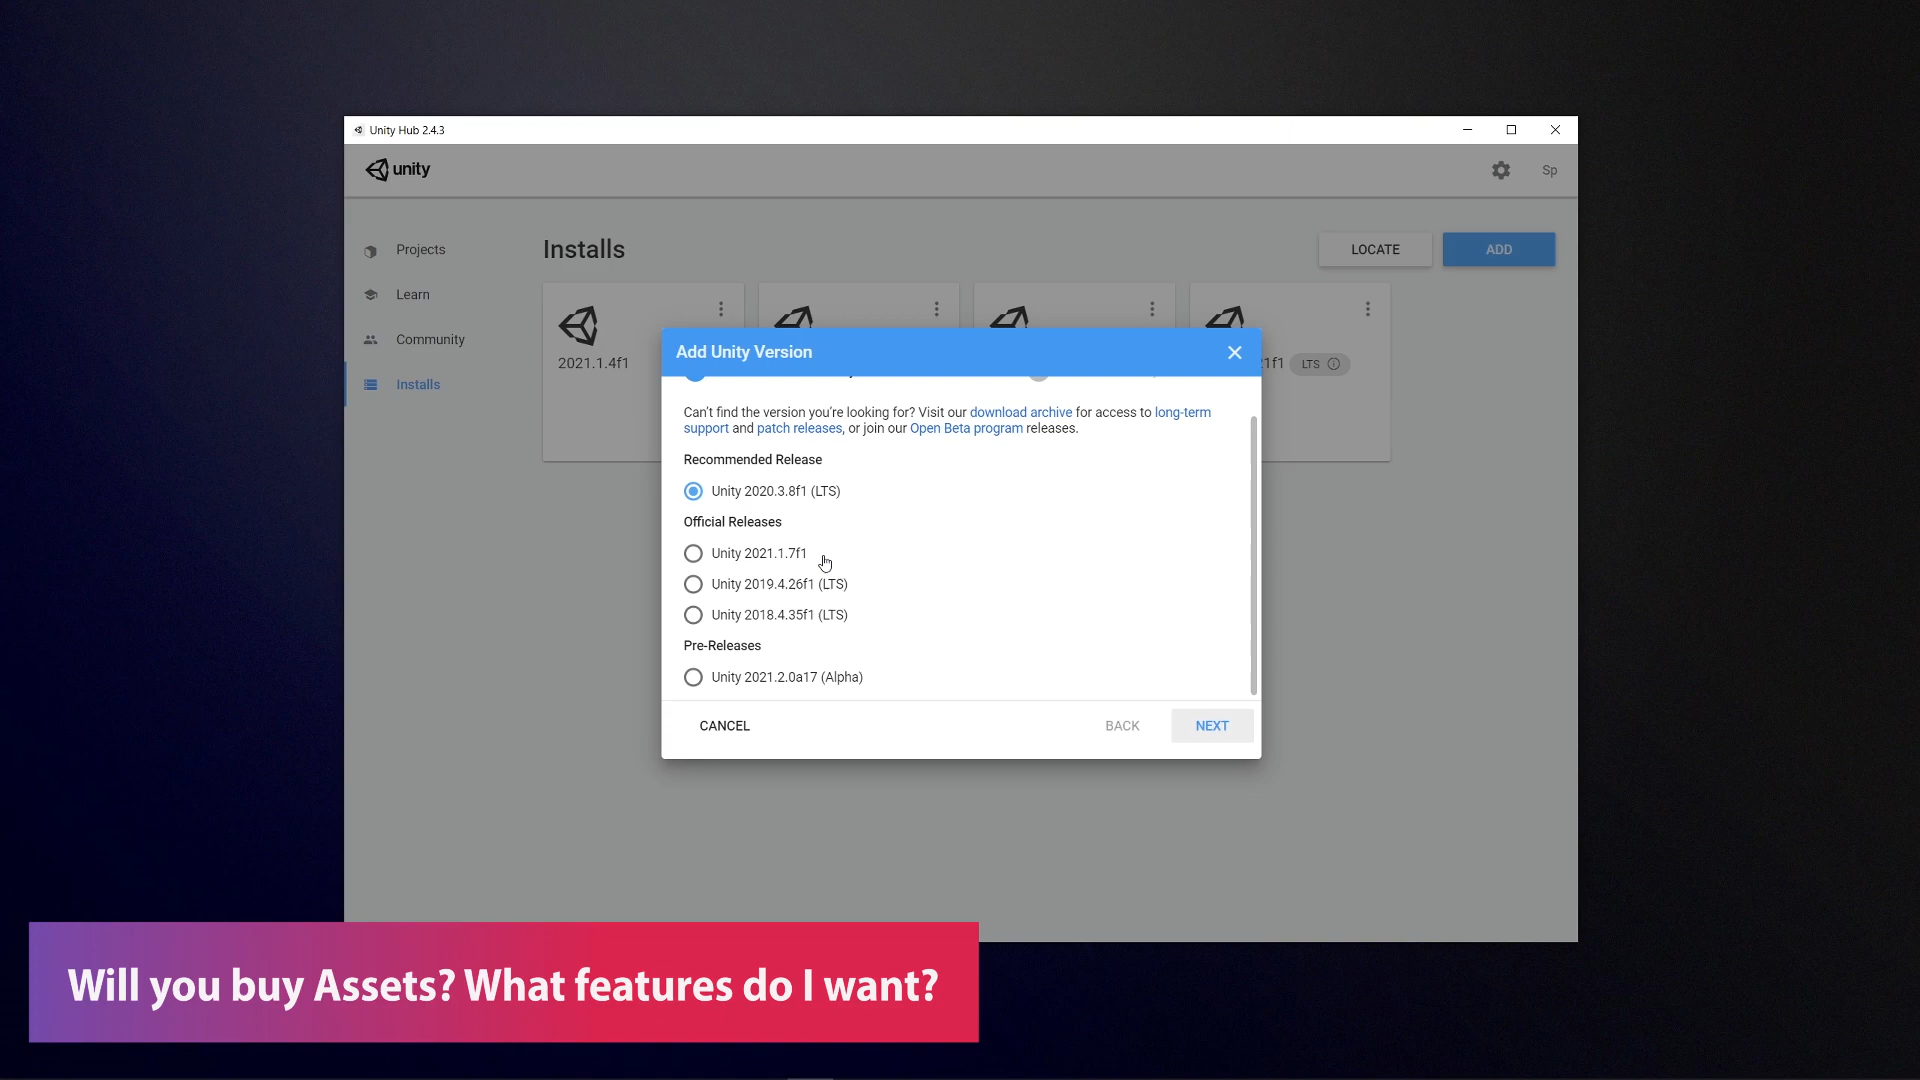 Unity Hub 2.4.3
unity
Sp
Projects
Learn
Community
Installs
Installs
LOCATE
ADD
2021.1.4f1
1f1
LTS
Add Unity Version
Can't find the version you're looking for? Visit our download archive for access to long-term
support and patch releases, or join our Open Beta program releases.
Recommended Release
Unity 2020.3.8f1 (LTS)
Official Releases
Unity 2021.1.7f1
Unity 2019.4.26f1 (LTS)
Unity 2018.4.35f1 (LTS)
Pre-Releases
Unity 2021.2.0a17 (Alpha)
CANCEL
BACK
NEXT
Will you buy Assets? What features do I want?